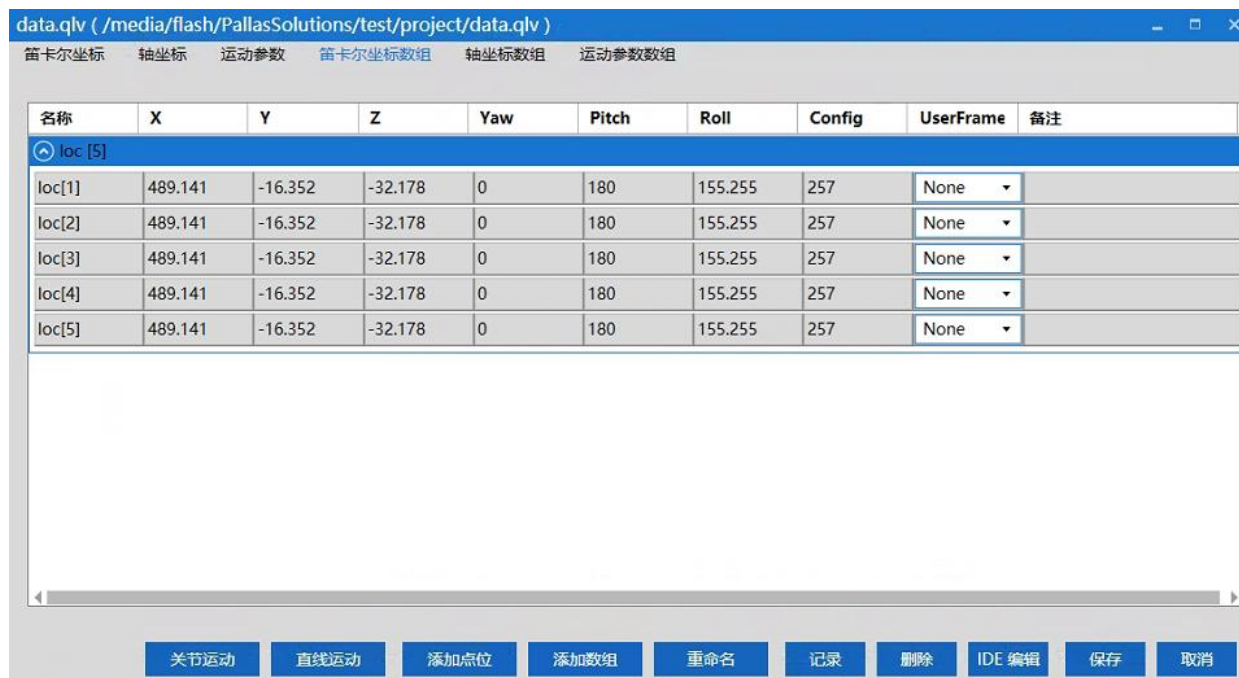 data.qlv ( /media/flash/PallasSolutions/test/project/data.qlv )
笛卡尔坐标 轴坐标 运动参数 笛卡尔坐标数组 轴坐标数组 运动参数数组
名称 X Y Z Yaw Pitch Roll Config UserFrame 备注
loc [5]
loc[1] 489.141 -16.352 -32.178 0 180 155.255 257 None
loc[2] 489.141 -16.352 -32.178 0 180 155.255 257 None
loc[3] 489.141 -16.352 -32.178 0 180 155.255 257 None
loc[4] 489.141 -16.352 -32.178 0 180 155.255 257 None
loc[5] 489.141 -16.352 -32.178 0 180 155.255 257 None
关节运动 直线运动 添加点位 添加数组 重命名 记录 删除 IDE 编辑 保存 取消